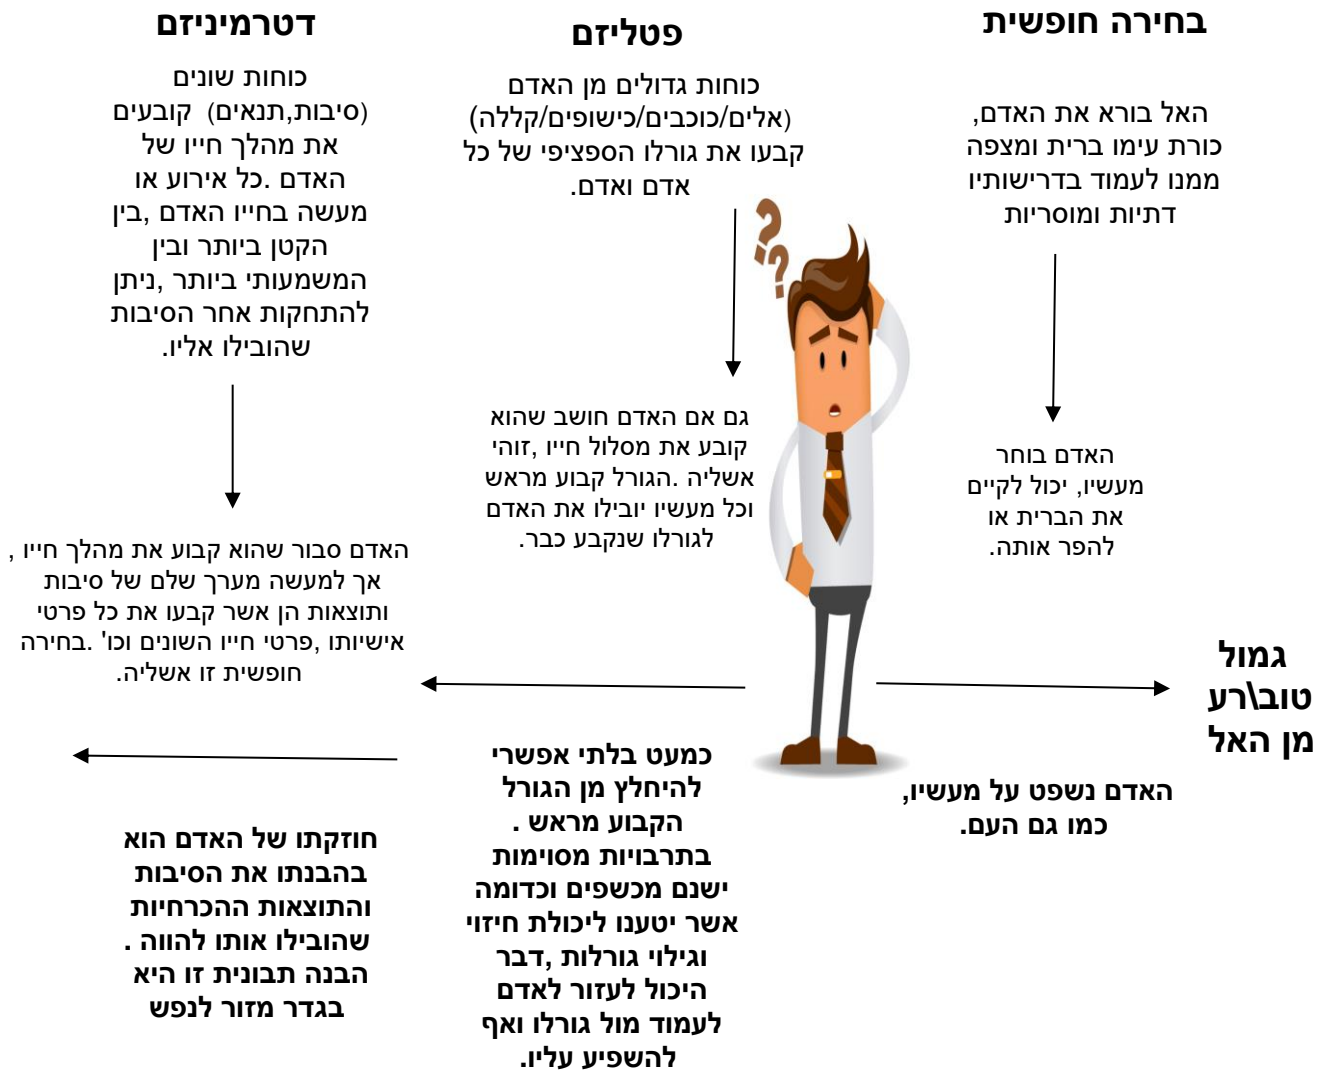 בחירה חופשית
האל בורא את האדם,
כורת עימו ברית ומצפה
ממנו לעמוד בדרישותיו
דתיות ומוסריות
האדם בוחר
מעשיו, יכול לקיים
את הברית או
להפר אותה.
גמול
טוב\רע
מן האל
האדם נשפט על מעשיו,
כמו גם העם.
פטליזם
כוחות גדולים מן האדם
(אלים/כוכבים/כישופים/קללה)
קבעו את גורלו הספציפי של כל
אדם ואדם.
? ?
גם אם האדם חושב שהוא
קובע את מסלול חייו ,זוהי
אשליה .הגורל קבוע מראש
וכל מעשיו יובילו את האדם
לגורלו שנקבע כבר.
כמעט בלתי אפשרי
להיחלץ מן הגורל
הקבוע מראש .
בתרבויות מסוימות
ישנם מכשפים וכדומה
אשר יטענו ליכולת חיזוי
וגילוי גורלות ,דבר
היכול לעזור לאדם
לעמוד מול גורלו ואף
להשפיע עליו.
דטרמיניזם
כוחות שונים
(סיבות,תנאים) קובעים
את מהלך חייו של
האדם .כל אירוע או
מעשה בחייו האדם ,בין
הקטן ביותר ובין
המשמעותי ביותר ,ניתן
להתחקות אחר הסיבות
שהובילו אליו.
האדם סבור שהוא קבוע את מהלך חייו ,
אך למעשה מערך שלם של סיבות
ותוצאות הן אשר קבעו את כל פרטי
אישיותו ,פרטי חייו השונים וכו' .בחירה
חופשית זו אשליה.
חוזקתו של האדם הוא
בהבנתו את הסיבות
והתוצאות ההכרחיות
שהובילו אותו להווה .
הבנה תבונית זו היא
בגדר מזור לנפש